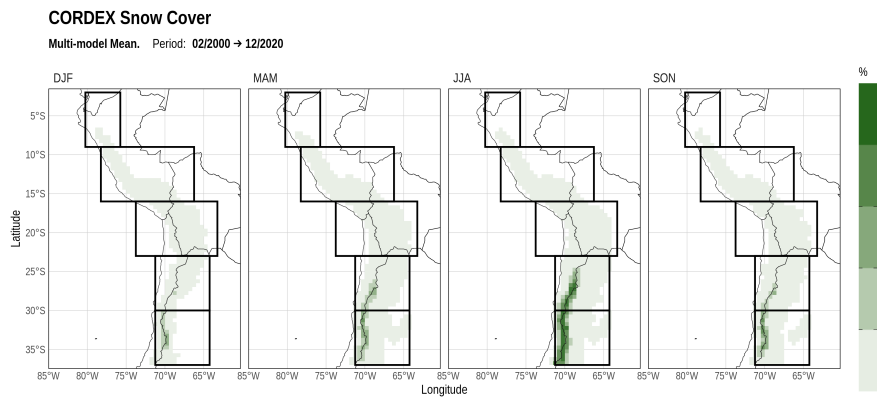 CORDEX Snow Cover
Multi-model Mean. Period: 02/2000 → 12/2020
DJF MAM JJA SON %
5°S
10°S
15°S
20°S
25°S
30°S
35°S
Latitude
85°W 80°W 75°W 70°W 65°W 85°W 80°W 75°W 70°W 65°W 85°W 80°W 75°W 70°W 65°W 85°W 80°W 75°W 70°W 65°W
Longitude